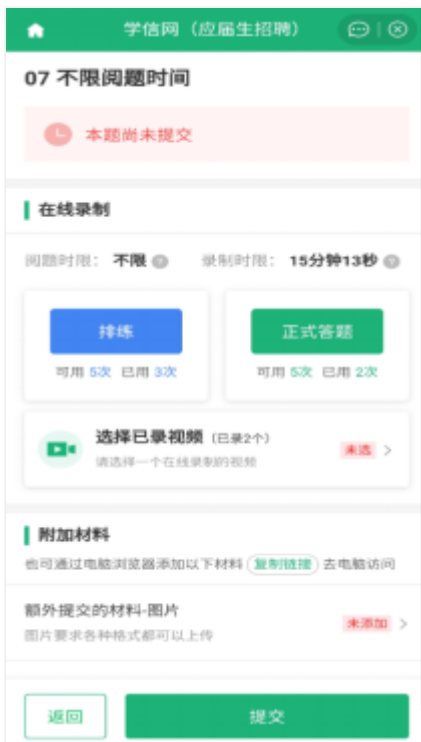 学信网（应届生招聘）
07 不限阅题时间
本题尚未提交
在线录制
阅题时限： 不限 录制时限： 15分钟13秒
排练 正式答题
可用 5次 已用 3次 可用 5次 已用 2次
选择已录视频（已录2个）
请选择一个在线录制的视频
未选
附加材料
也可通过电脑浏览器添加以下材料 复制链接 去电脑访问
额外提交的材料-图片
图片要求各种格式都可以上传
未添加
返回 提交